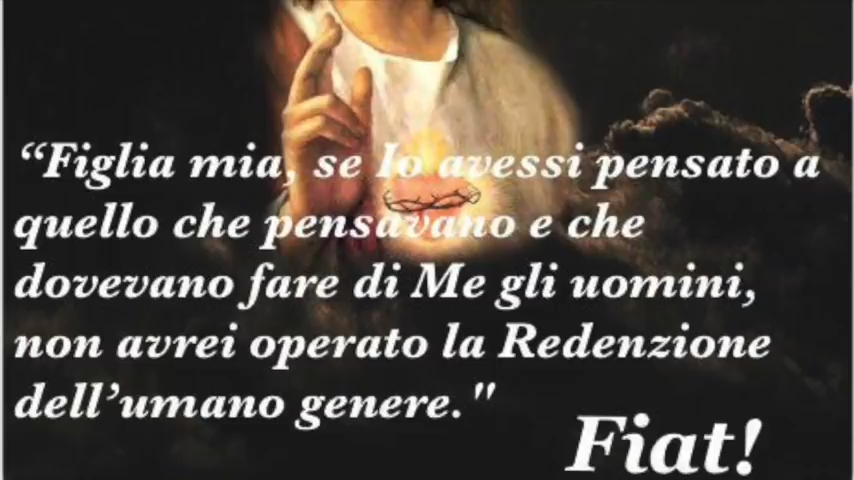 “Figlia mia, se Io avessi pensato a
quello che pensavano e che
dovevano fare di Me gli uomini,
non avrei operato la Redenzione
dell’umano genere."
Fiat!